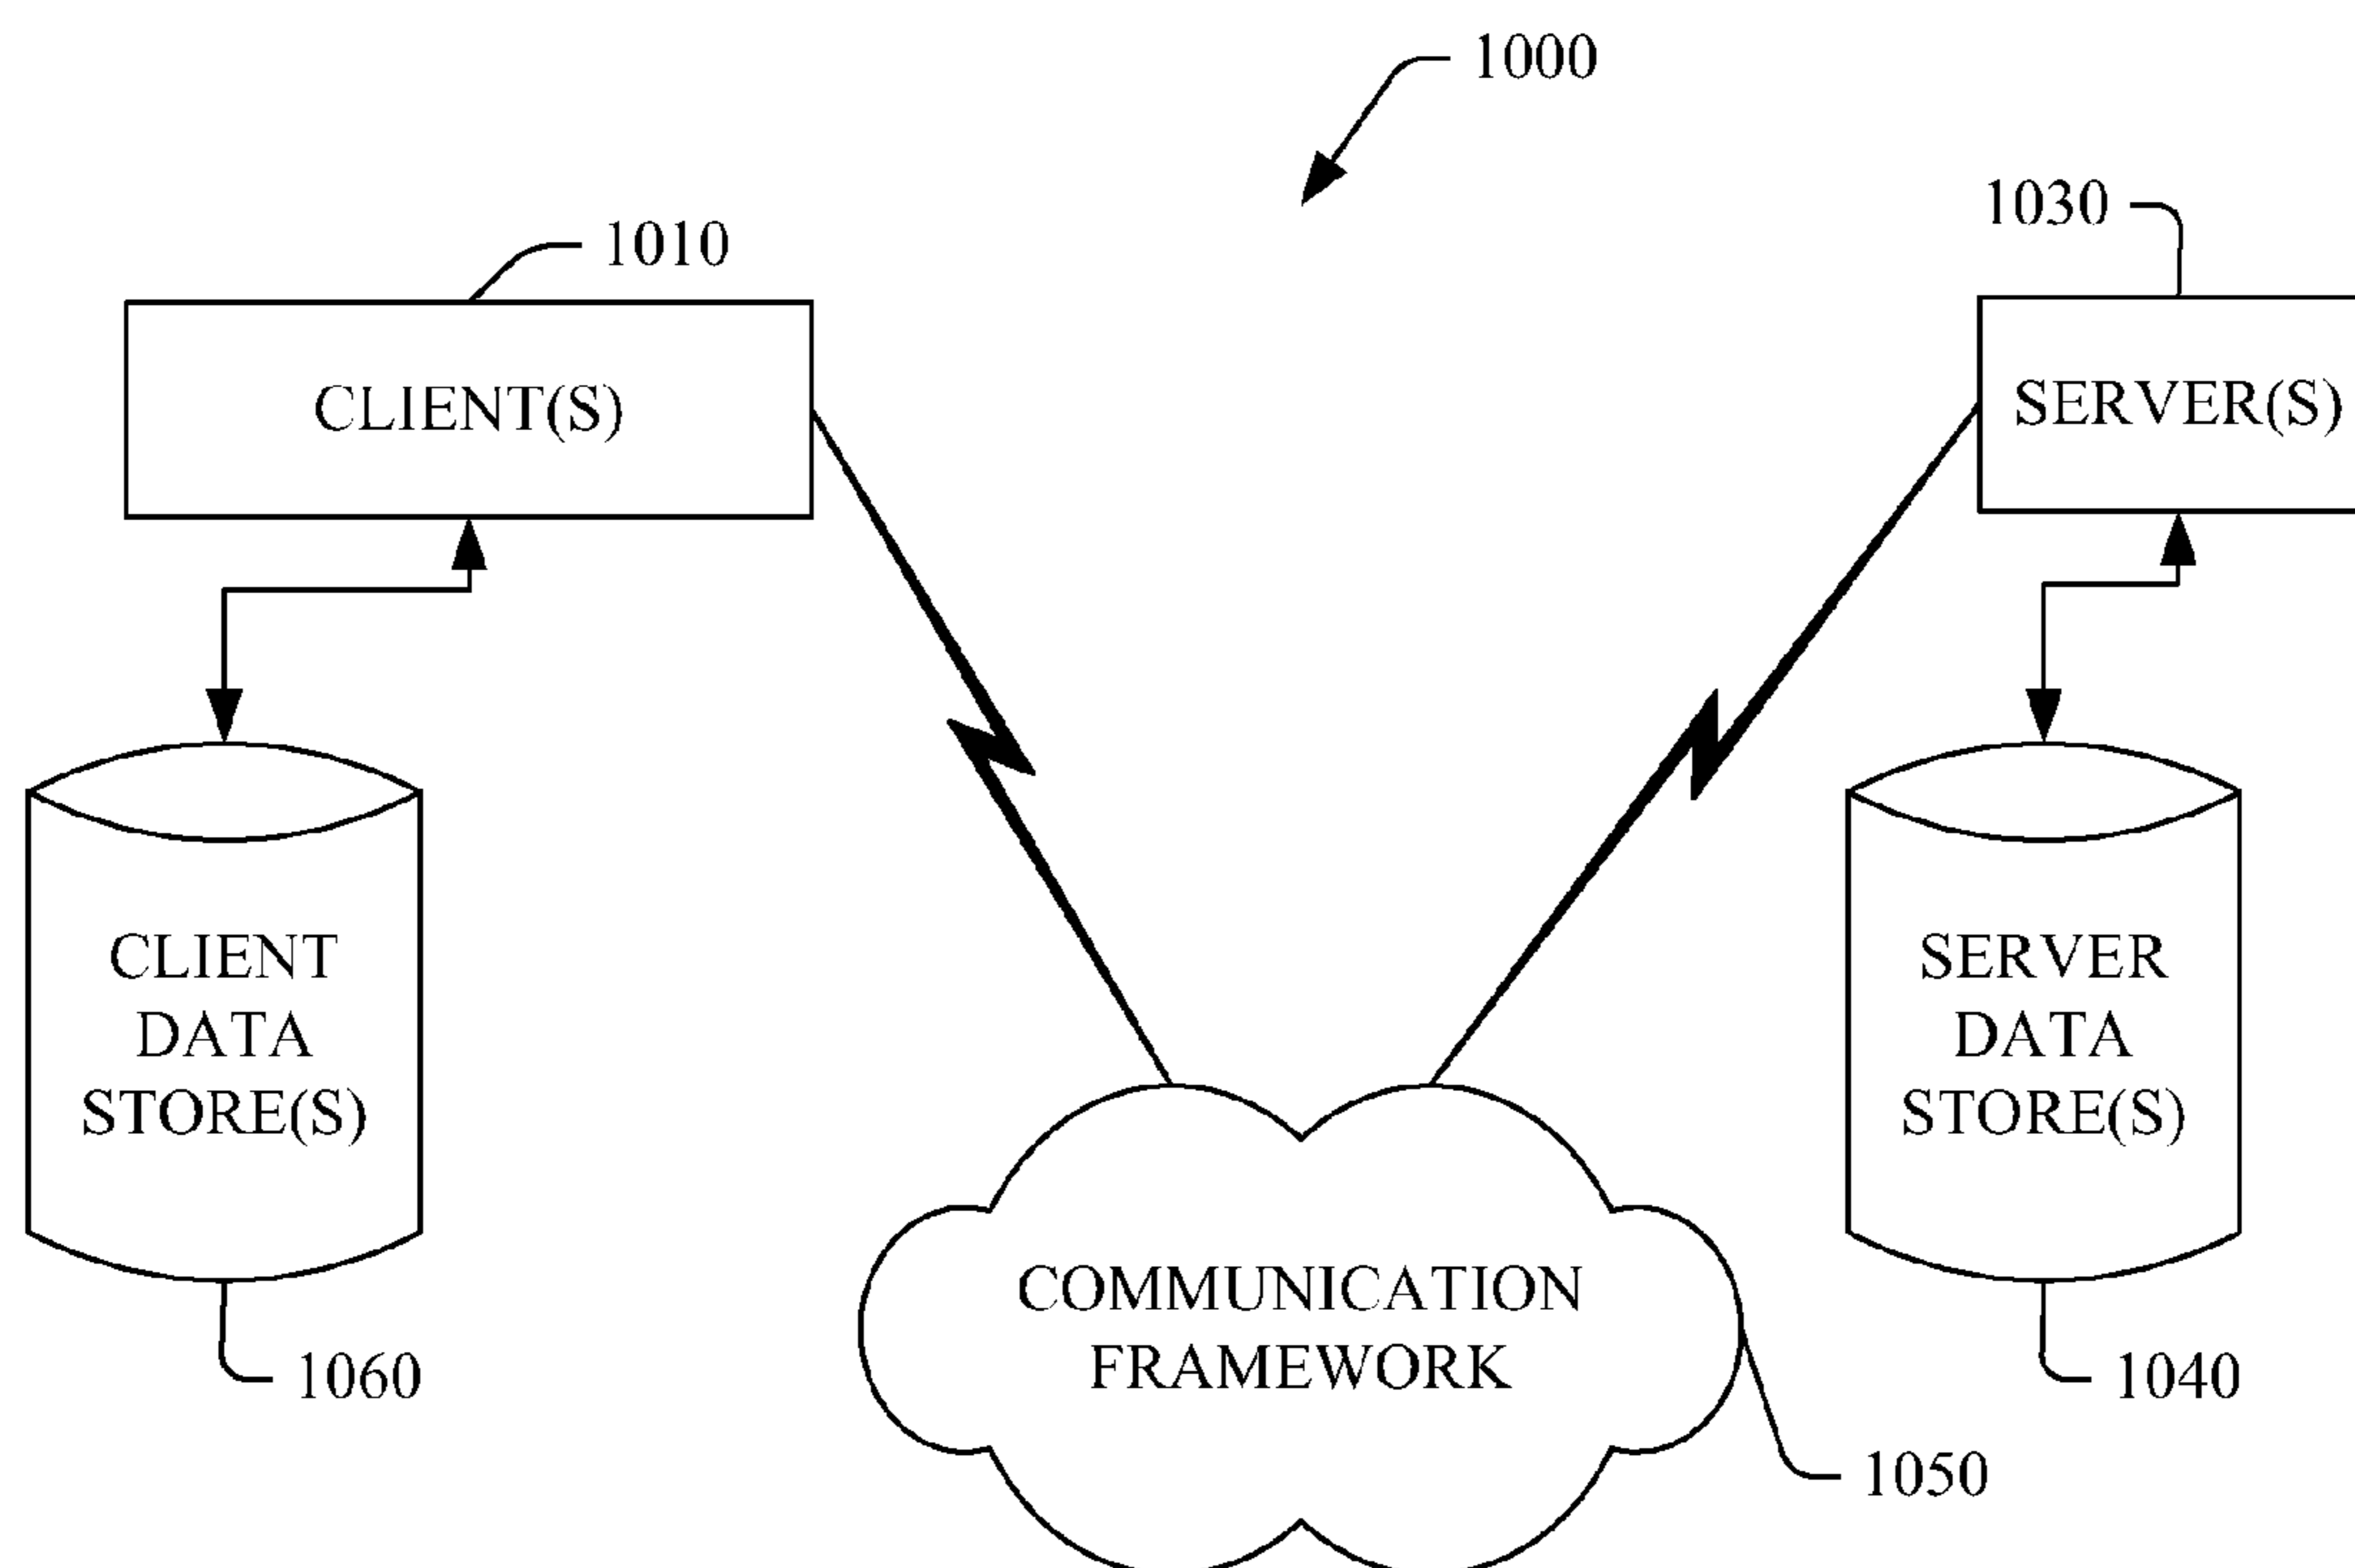 1000
1010
1030
CLIENT(S)
SERVER(S)
CLIENT
DATA
STORE(S)
SERVER
DATA
STORE(S)
COMMUNICATION
FRAMEWORK
1060
1040
1050